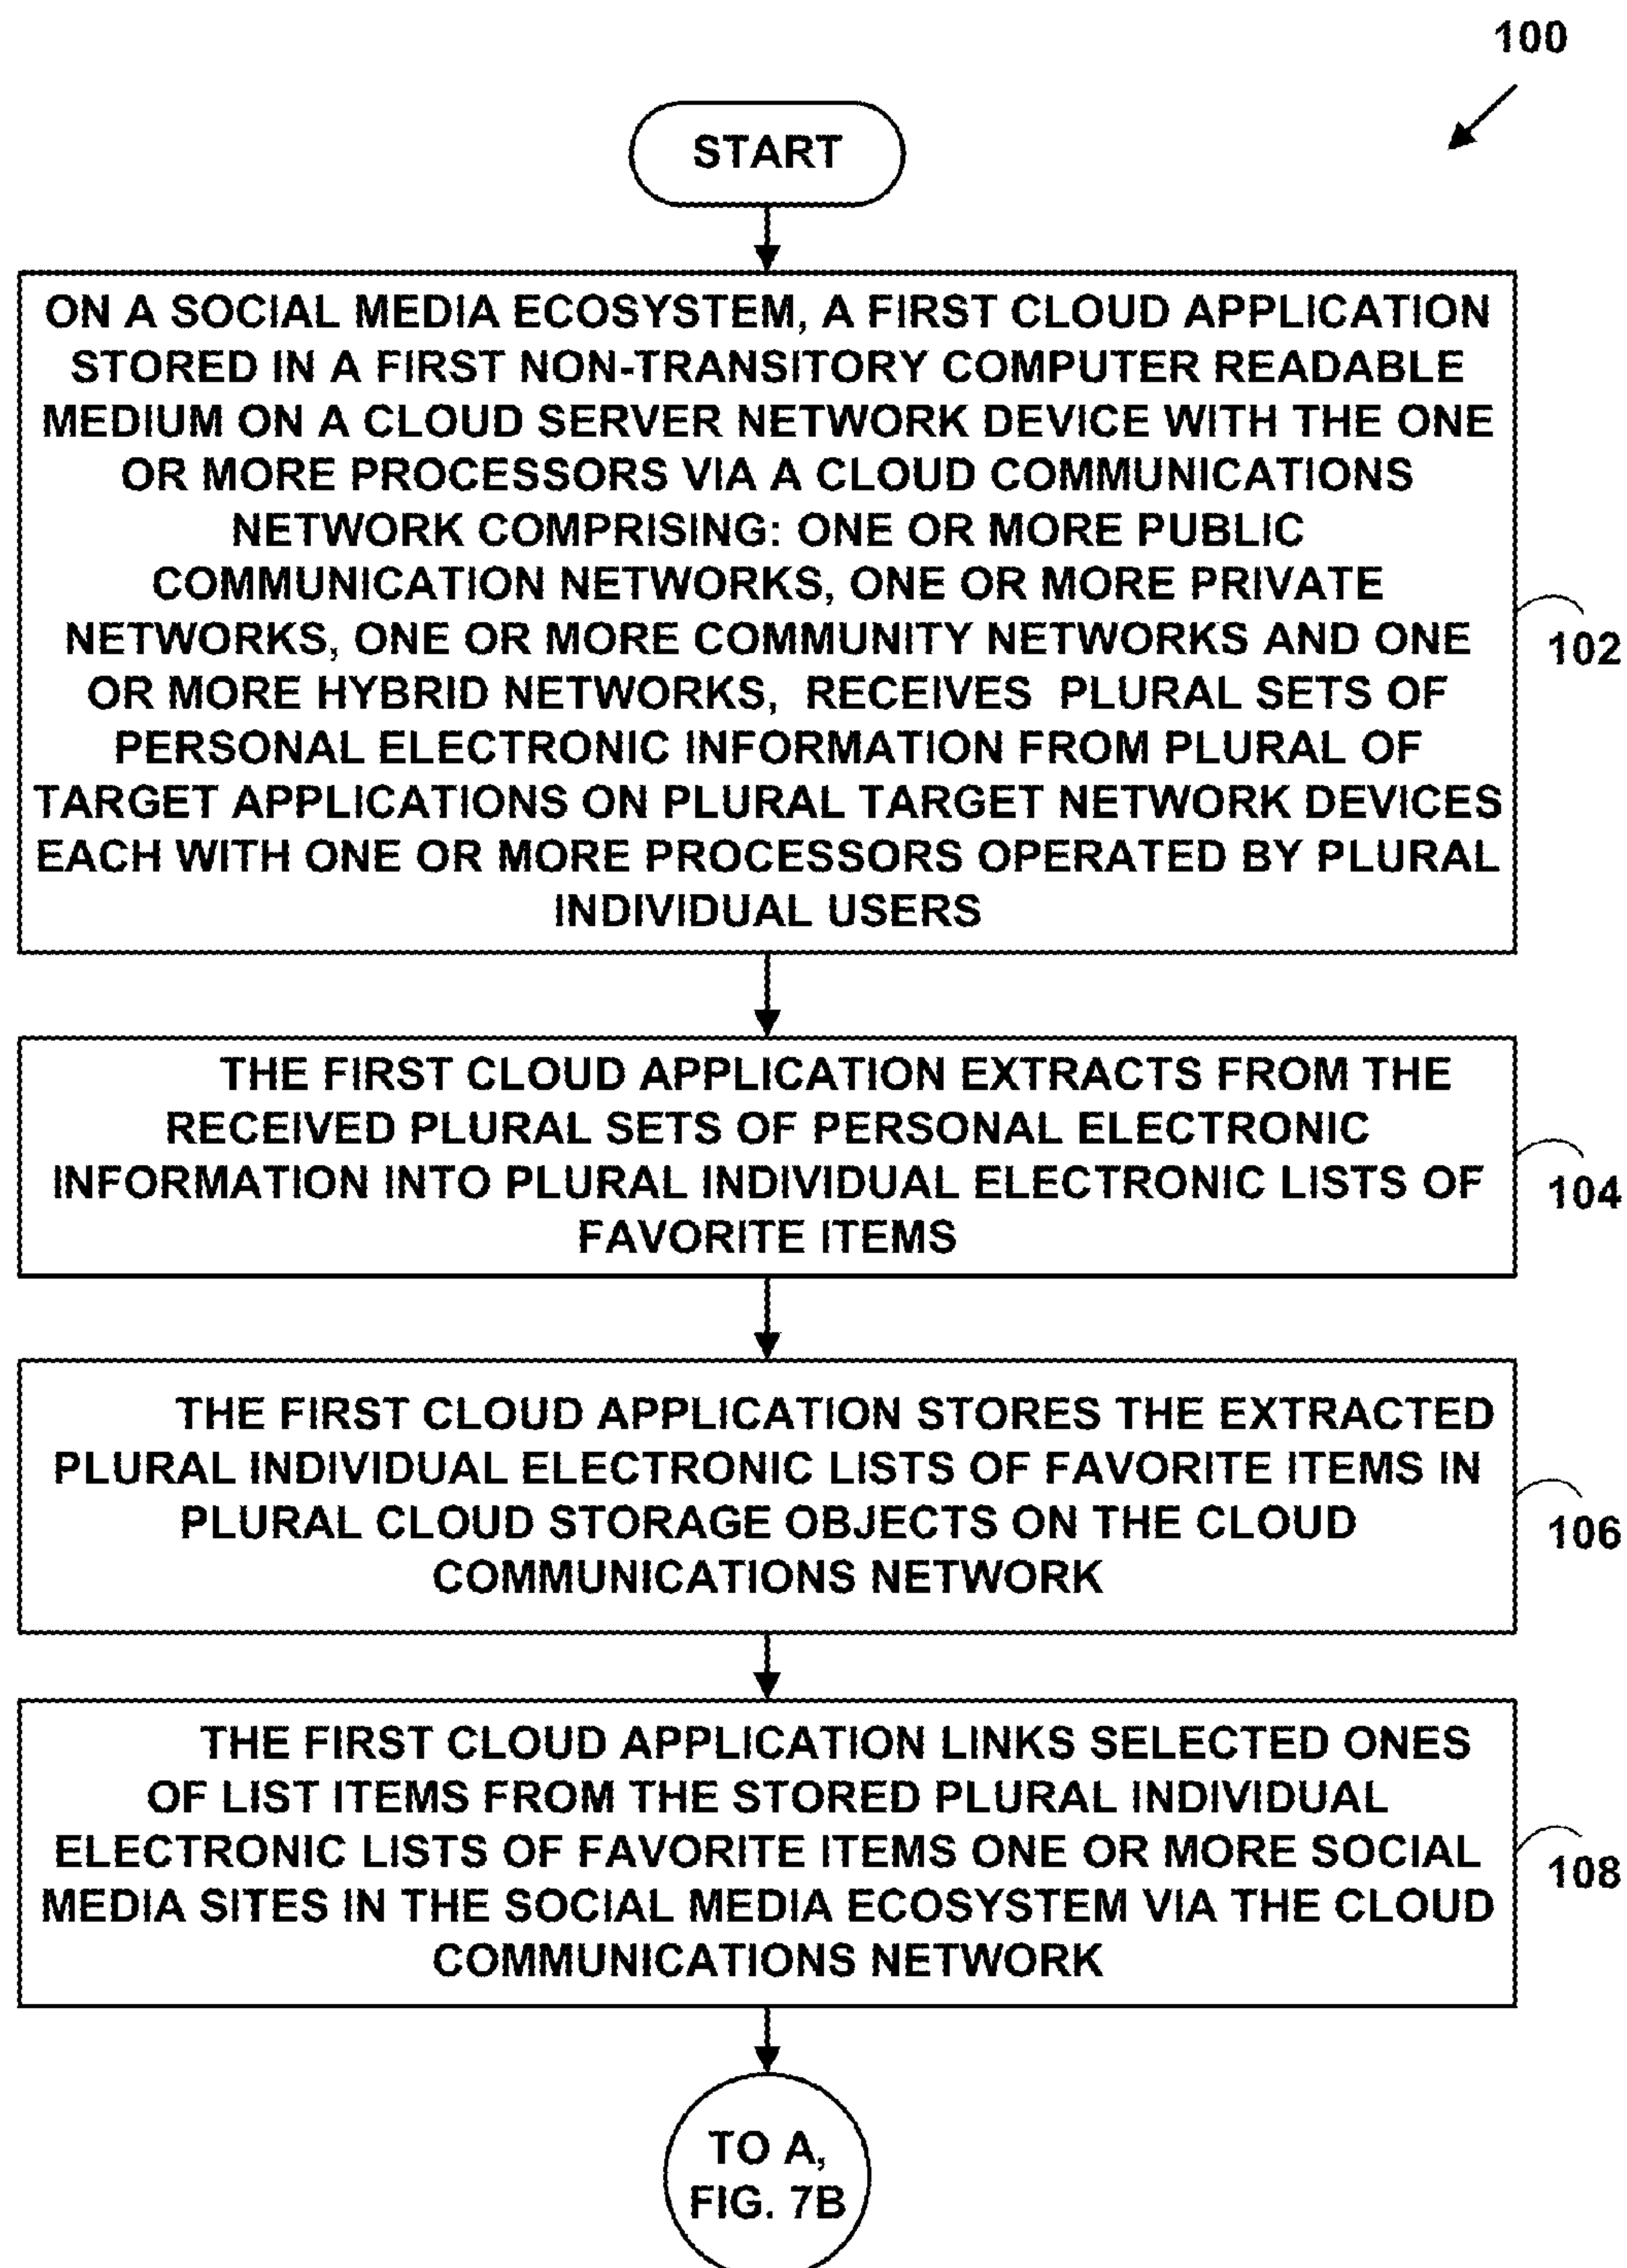 100
START
ON A SOCIAL MEDIA ECOSYSTEM, A FIRST CLOUD APPLICATION
STORED IN A FIRST NON-TRANSITORY COMPUTER READABLE
MEDIUM ON A CLOUD SERVER NETWORK DEVICE WITH THE ONE
OR MORE PROCESSORS VIA A CLOUD COMMUNICATIONS
NETWORK COMPRISING: ONE OR MORE PUBLIC
COMMUNICATION NETWORKS, ONE OR MORE PRIVATE
NETWORKS, ONE OR MORE COMMUNITY NETWORKS AND ONE
OR MORE HYBRID NETWORKS, RECEIVES PLURAL SETS OF
PERSONAL ELECTRONIC INFORMATION FROM PLURAL OF
TARGET APPLICATIONS ON PLURAL TARGET NETWORK DEVICES
EACH WITH ONE OR MORE PROCESSORS OPERATED BY PLURAL
INDIVIDUAL USERS
102
THE FIRST CLOUD APPLICATION EXTRACTS FROM THE
RECEIVED PLURAL SETS OF PERSONAL ELECTRONIC
INFORMATION INTO PLURAL INDIVIDUAL ELECTRONIC LISTS OF
FAVORITE ITEMS
104
THE FIRST CLOUD APPLICATION STORES THE EXTRACTED
PLURAL INDIVIDUAL ELECTRONIC LISTS OF FAVORITE ITEMS IN
PLURAL CLOUD STORAGE OBJECTS ON THE CLOUD
COMMUNICATIONS NETWORK
106
THE FIRST CLOUD APPLICATION LINKS SELECTED ONES
OF LIST ITEMS FROM THE STORED PLURAL INDIVIDUAL
ELECTRONIC LISTS OF FAVORITE ITEMS ONE OR MORE SOCIAL
MEDIA SITES IN THE SOCIAL MEDIA ECOSYSTEM VIA THE CLOUD
COMMUNICATIONS NETWORK
108
TO A,
FIG. 7B